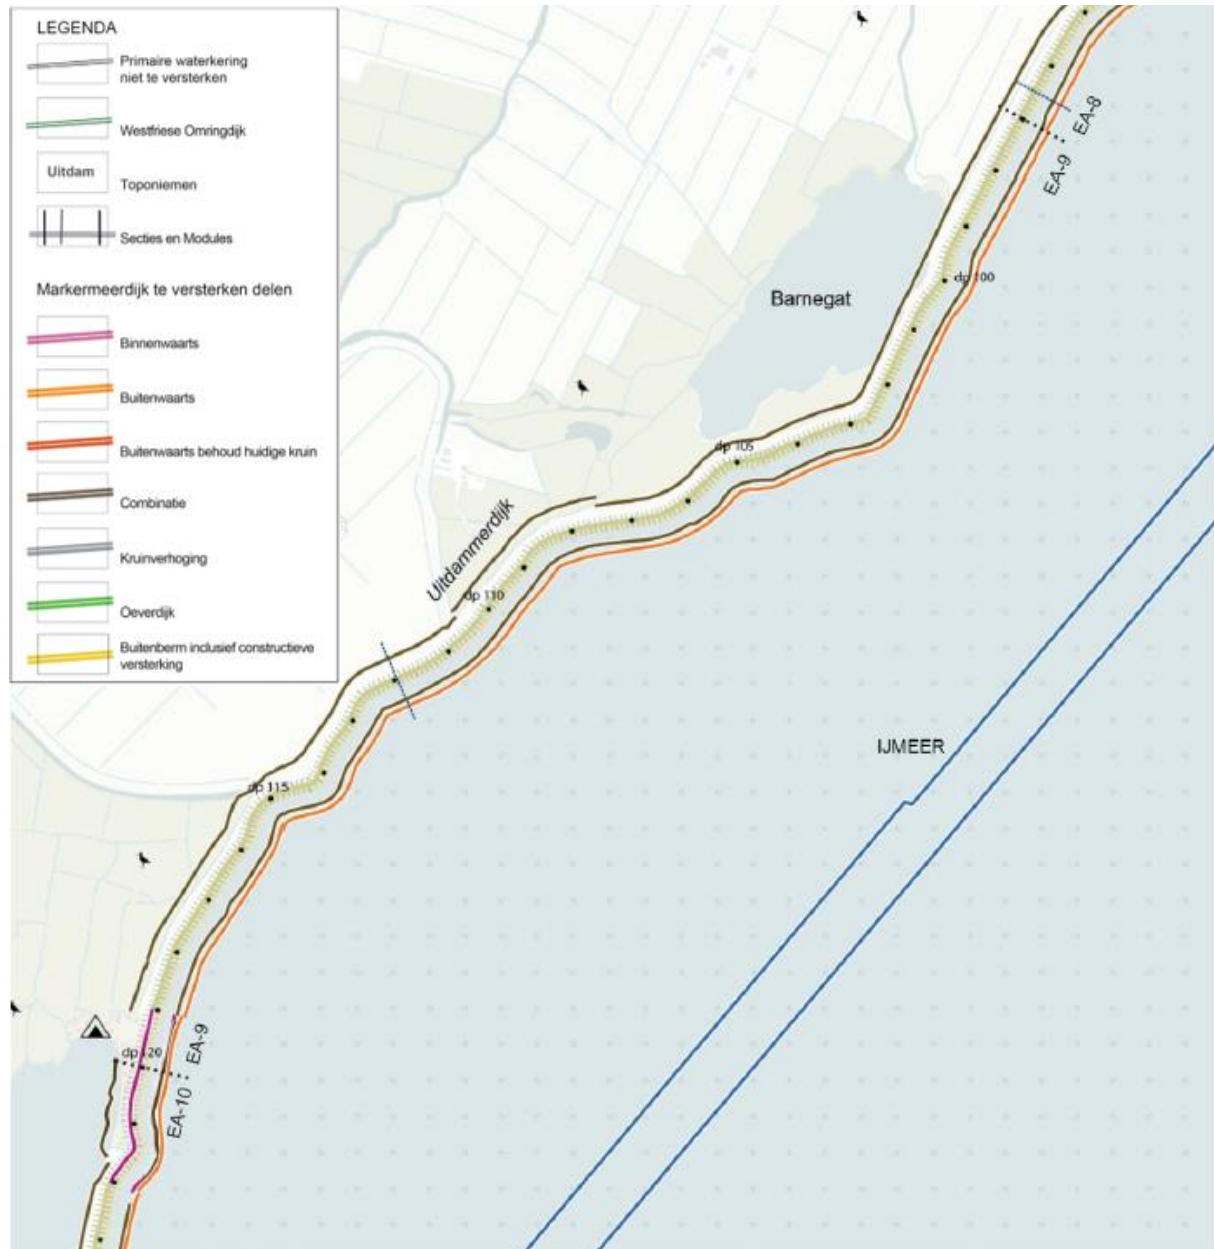 LEGENDA
Primaire waterkering
niet te versterken
Westfriese Omringdijk
Uitdam
Toponiemen
Secties en Modules
Markermeerdijk te versterken delen
Binnenwaarts
Buitenwaarts
Buitenwaarts behoud huidige kruin
Combinatie
Kruinverhoging
Oeverdijk
Buitenberm inclusief constructieve
versterking
EA-8
EA-9
dp 100
Barnegat
dp 105
Uitdammerdijk
dp 110
IJMEER
dp 115
dp 120
EA-9
EA-10